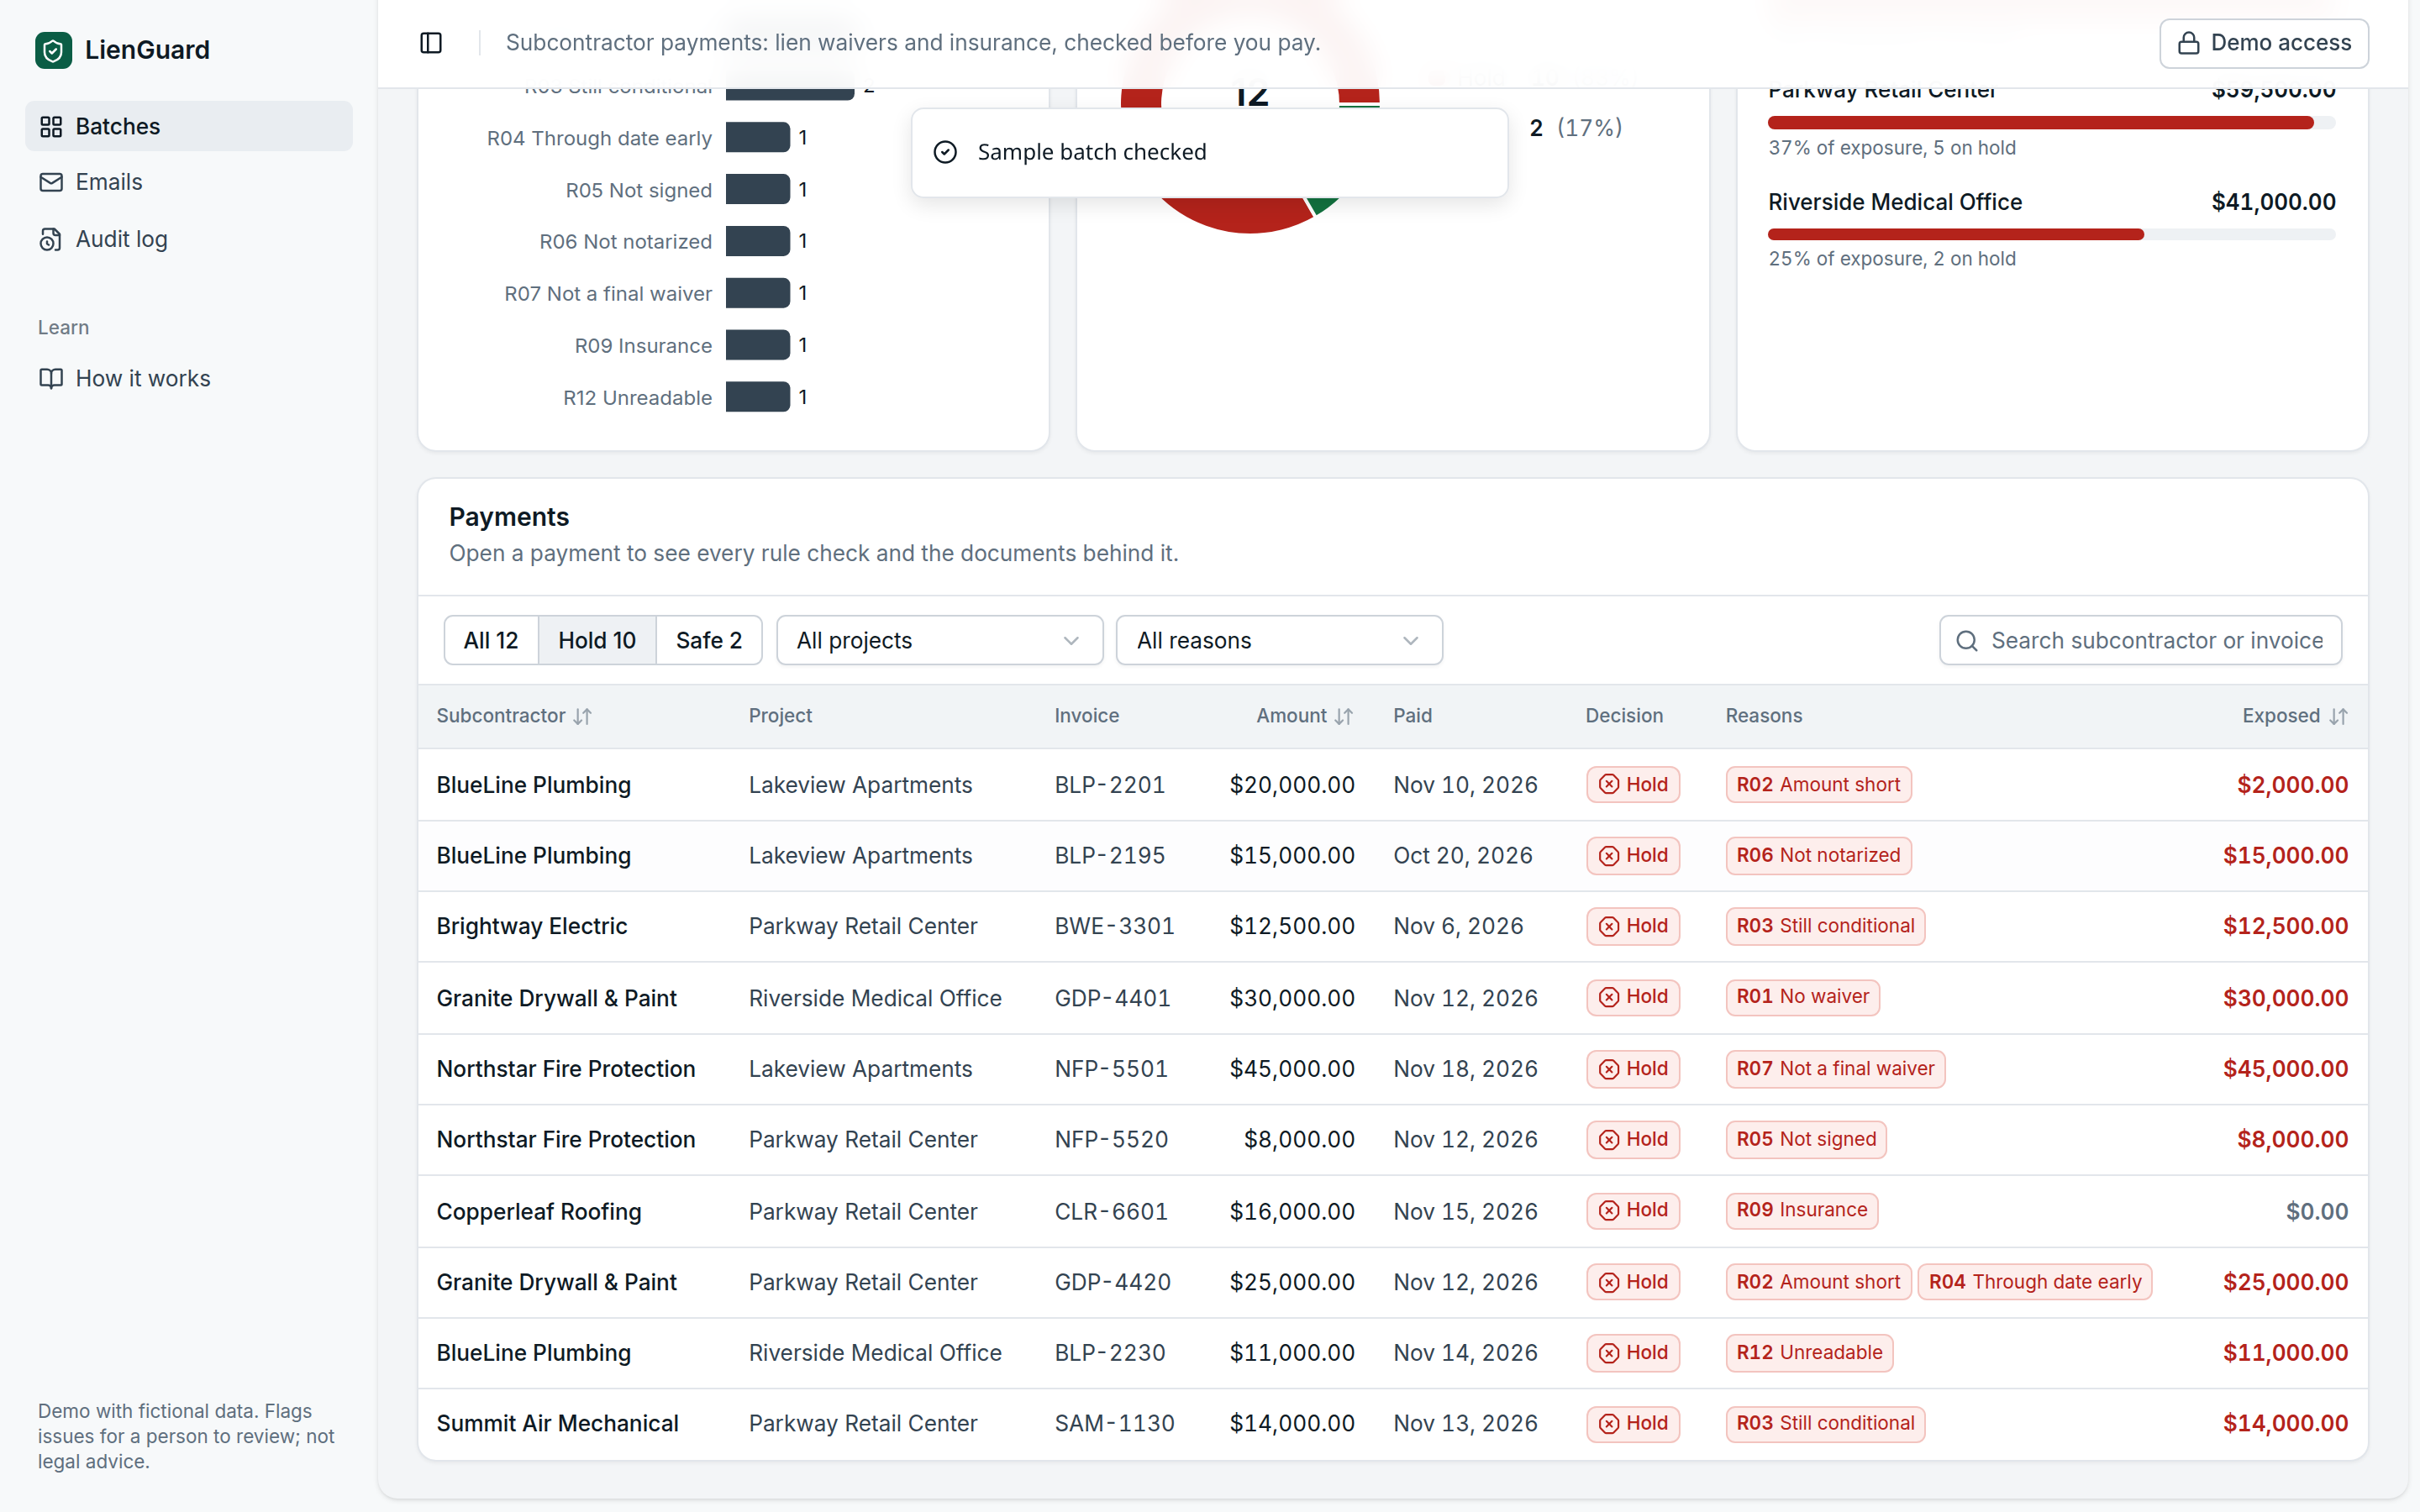 LienGuard
Batches
Emails
Audit log
Learn
How it works
Demo with fictional data. Flags
issues for a person to review; not
legal advice.
Subcontractor payments: lien waivers and insurance, checked before you pay.
Demo access
R03 Still conditional 2
R04 Through date early 1
R05 Not signed 1
R06 Not notarized 1
R07 Not a final waiver 1
R09 Insurance 1
R12 Unreadable 1
12
2 (17%)
Sample batch checked
Parkway Retail Center $59,500.00
37% of exposure, 5 on hold
Riverside Medical Office $41,000.00
25% of exposure, 2 on hold
Payments
Open a payment to see every rule check and the documents behind it.
All 12 Hold 10 Safe 2 All projects All reasons Search subcontractor or invoice
Subcontractor Project Invoice Amount Paid Decision Reasons Exposed
BlueLine Plumbing Lakeview Apartments BLP-2201 $20,000.00 Nov 10, 2026 Hold R02 Amount short $2,000.00
BlueLine Plumbing Lakeview Apartments BLP-2195 $15,000.00 Oct 20, 2026 Hold R06 Not notarized $15,000.00
Brightway Electric Parkway Retail Center BWE-3301 $12,500.00 Nov 6, 2026 Hold R03 Still conditional $12,500.00
Granite Drywall & Paint Riverside Medical Office GDP-4401 $30,000.00 Nov 12, 2026 Hold R01 No waiver $30,000.00
Northstar Fire Protection Lakeview Apartments NFP-5501 $45,000.00 Nov 18, 2026 Hold R07 Not a final waiver $45,000.00
Northstar Fire Protection Parkway Retail Center NFP-5520 $8,000.00 Nov 12, 2026 Hold R05 Not signed $8,000.00
Copperleaf Roofing Parkway Retail Center CLR-6601 $16,000.00 Nov 15, 2026 Hold R09 Insurance $0.00
Granite Drywall & Paint Parkway Retail Center GDP-4420 $25,000.00 Nov 12, 2026 Hold R02 Amount short R04 Through date early $25,000.00
BlueLine Plumbing Riverside Medical Office BLP-2230 $11,000.00 Nov 14, 2026 Hold R12 Unreadable $11,000.00
Summit Air Mechanical Parkway Retail Center SAM-1130 $14,000.00 Nov 13, 2026 Hold R03 Still conditional $14,000.00